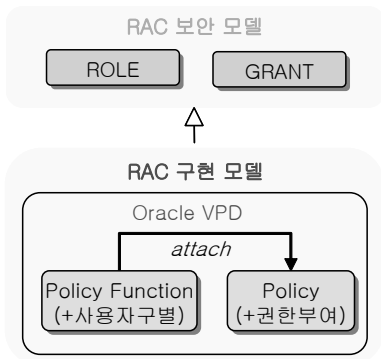 RAC 보안 모델
ROLE
GRANT
RAC 구현 모델
Oracle VPD
attach
Policy Function
(+사용자구별)
Policy
(+권한부여)